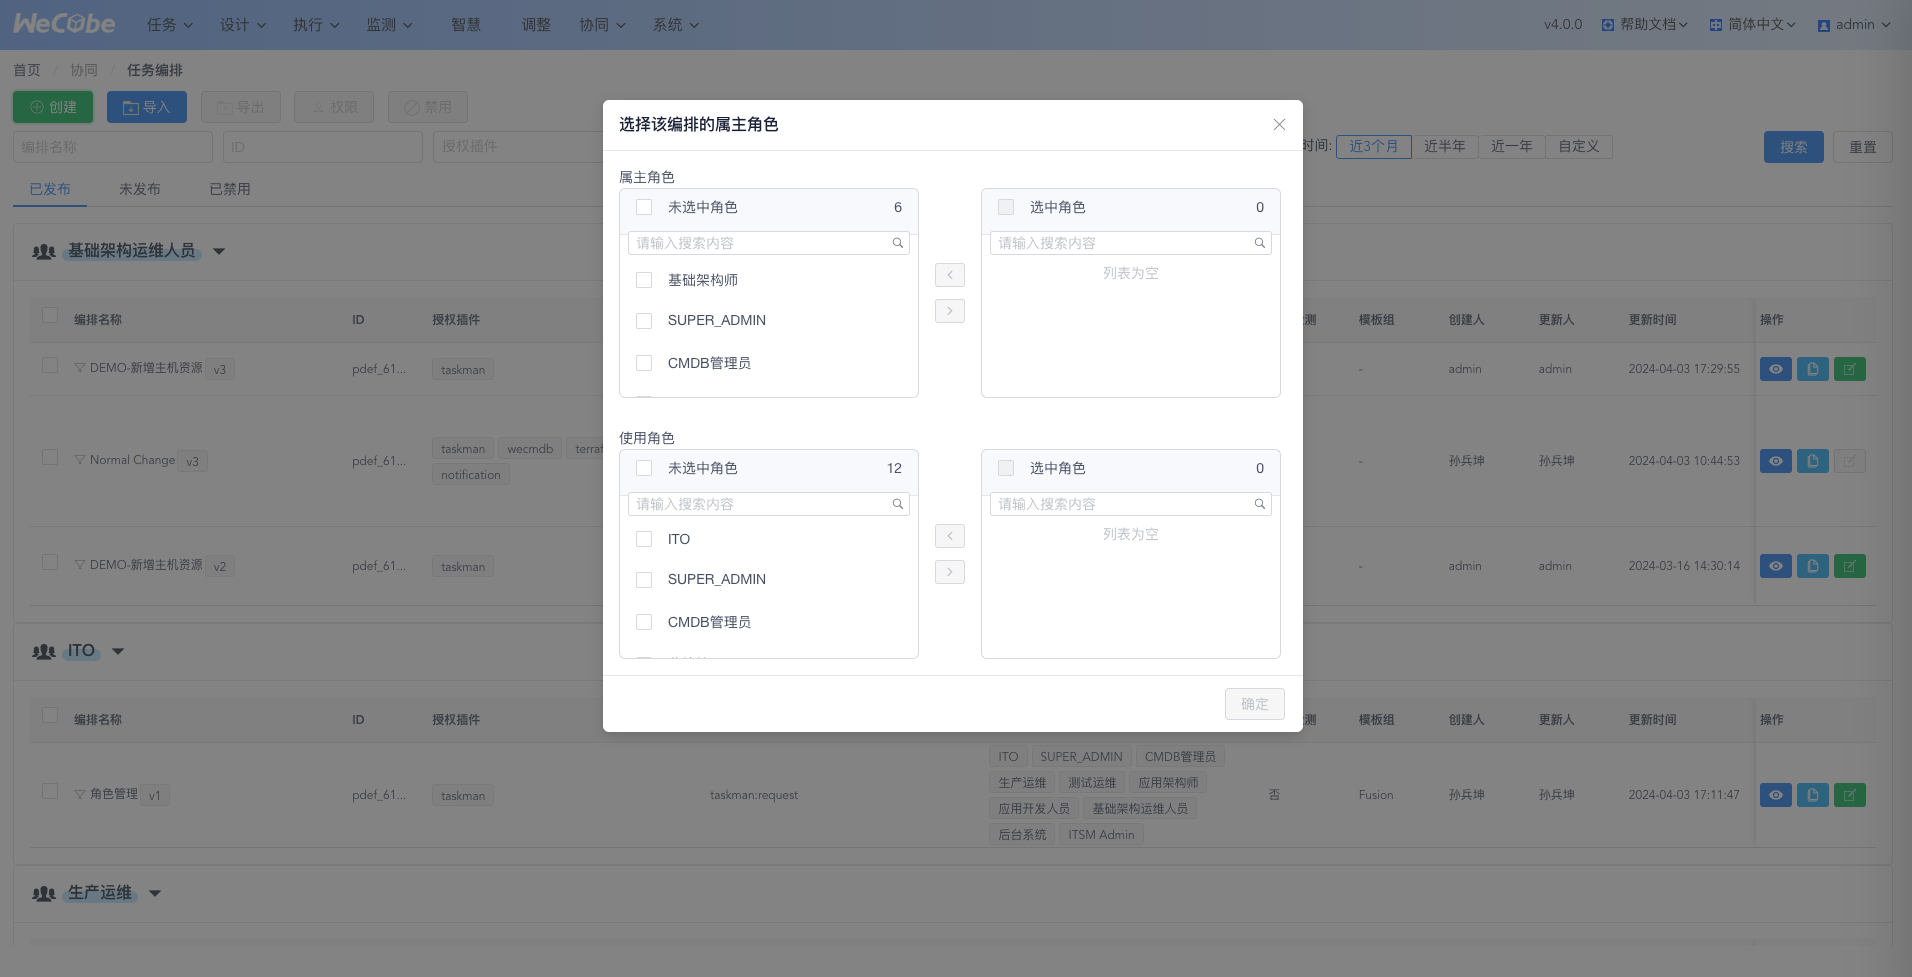 WeCube 任务 设计 执行 监测 智慧 调整 协同 系统 v4.0.0 帮助文档 简体中文 admin
首页 / 协同 / 任务编排
创建 导入 导出 权限 禁用
编排名称 ID 授权插件 时间: 近3个月 近半年 近一年 自定义 搜索 重置
已发布 未发布 已禁用
选择该编排的属主角色
属主角色
未选中角色 6
请输入搜索内容
基础架构师
SUPER_ADMIN
CMDB管理员
选中角色 0
请输入搜索内容
列表为空
使用角色
未选中角色 12
请输入搜索内容
ITO
SUPER_ADMIN
CMDB管理员
选中角色 0
请输入搜索内容
列表为空
确定
基础架构运维人员
编排名称 ID 授权插件 测 模板组 创建人 更新人 更新时间 操作
DEMO-新增主机资源 v3 pdef_61... taskman - admin admin 2024-04-03 17:29:55
Normal Change v3 pdef_61... taskman wecmdb terraf - 孙兵坤 孙兵坤 2024-04-03 10:44:53
notification
DEMO-新增主机资源 v2 pdef_61... taskman - admin admin 2024-03-16 14:30:14
ITO
编排名称 ID 授权插件 测 模板组 创建人 更新人 更新时间 操作
角色管理 v1 pdef_61... taskman taskman:request
ITO SUPER_ADMIN CMDB管理员
生产运维 测试运维 应用架构师
应用开发人员 基础架构运维人员
后台系统 ITSM Admin
否 Fusion 孙兵坤 孙兵坤 2024-04-03 17:11:47
生产运维